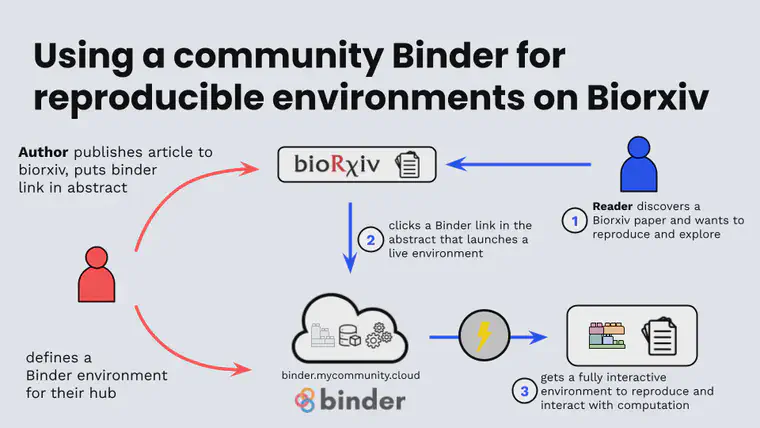 Using a community Binder for
reproducible environments on Biorxiv
Author publishes article to
biorxiv, puts binder
link in abstract
bioRχiv
Reader discovers a
Biorxiv paper and wants to
reproduce and explore
1
2
clicks a Binder link in the
abstract that launches a
live environment
defines a
Binder environment
for their hub
binder.mycommunity.cloud
binder
3
gets a fully interactive
environment to reproduce and
interact with computation